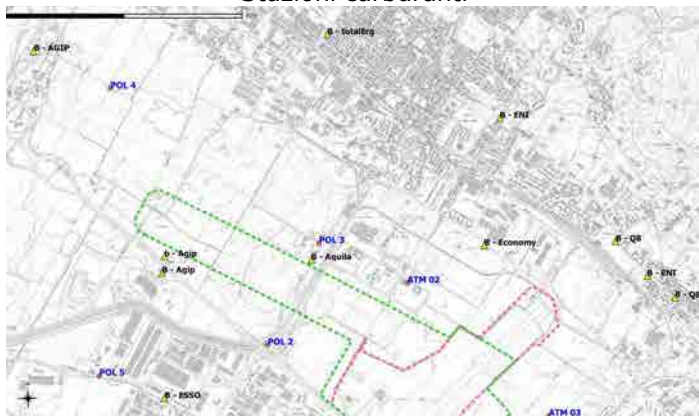 Stazioni carburanti
B - totalErg
B - AGIP
POL 4
B - ENI
POL 3
B - Economy
B - Q8
b - Agip
B - Aquila
B - Agip
B - ENI
ATM 02
B - Q8
POL 2
POL 5
B - ESSO
ATM 03